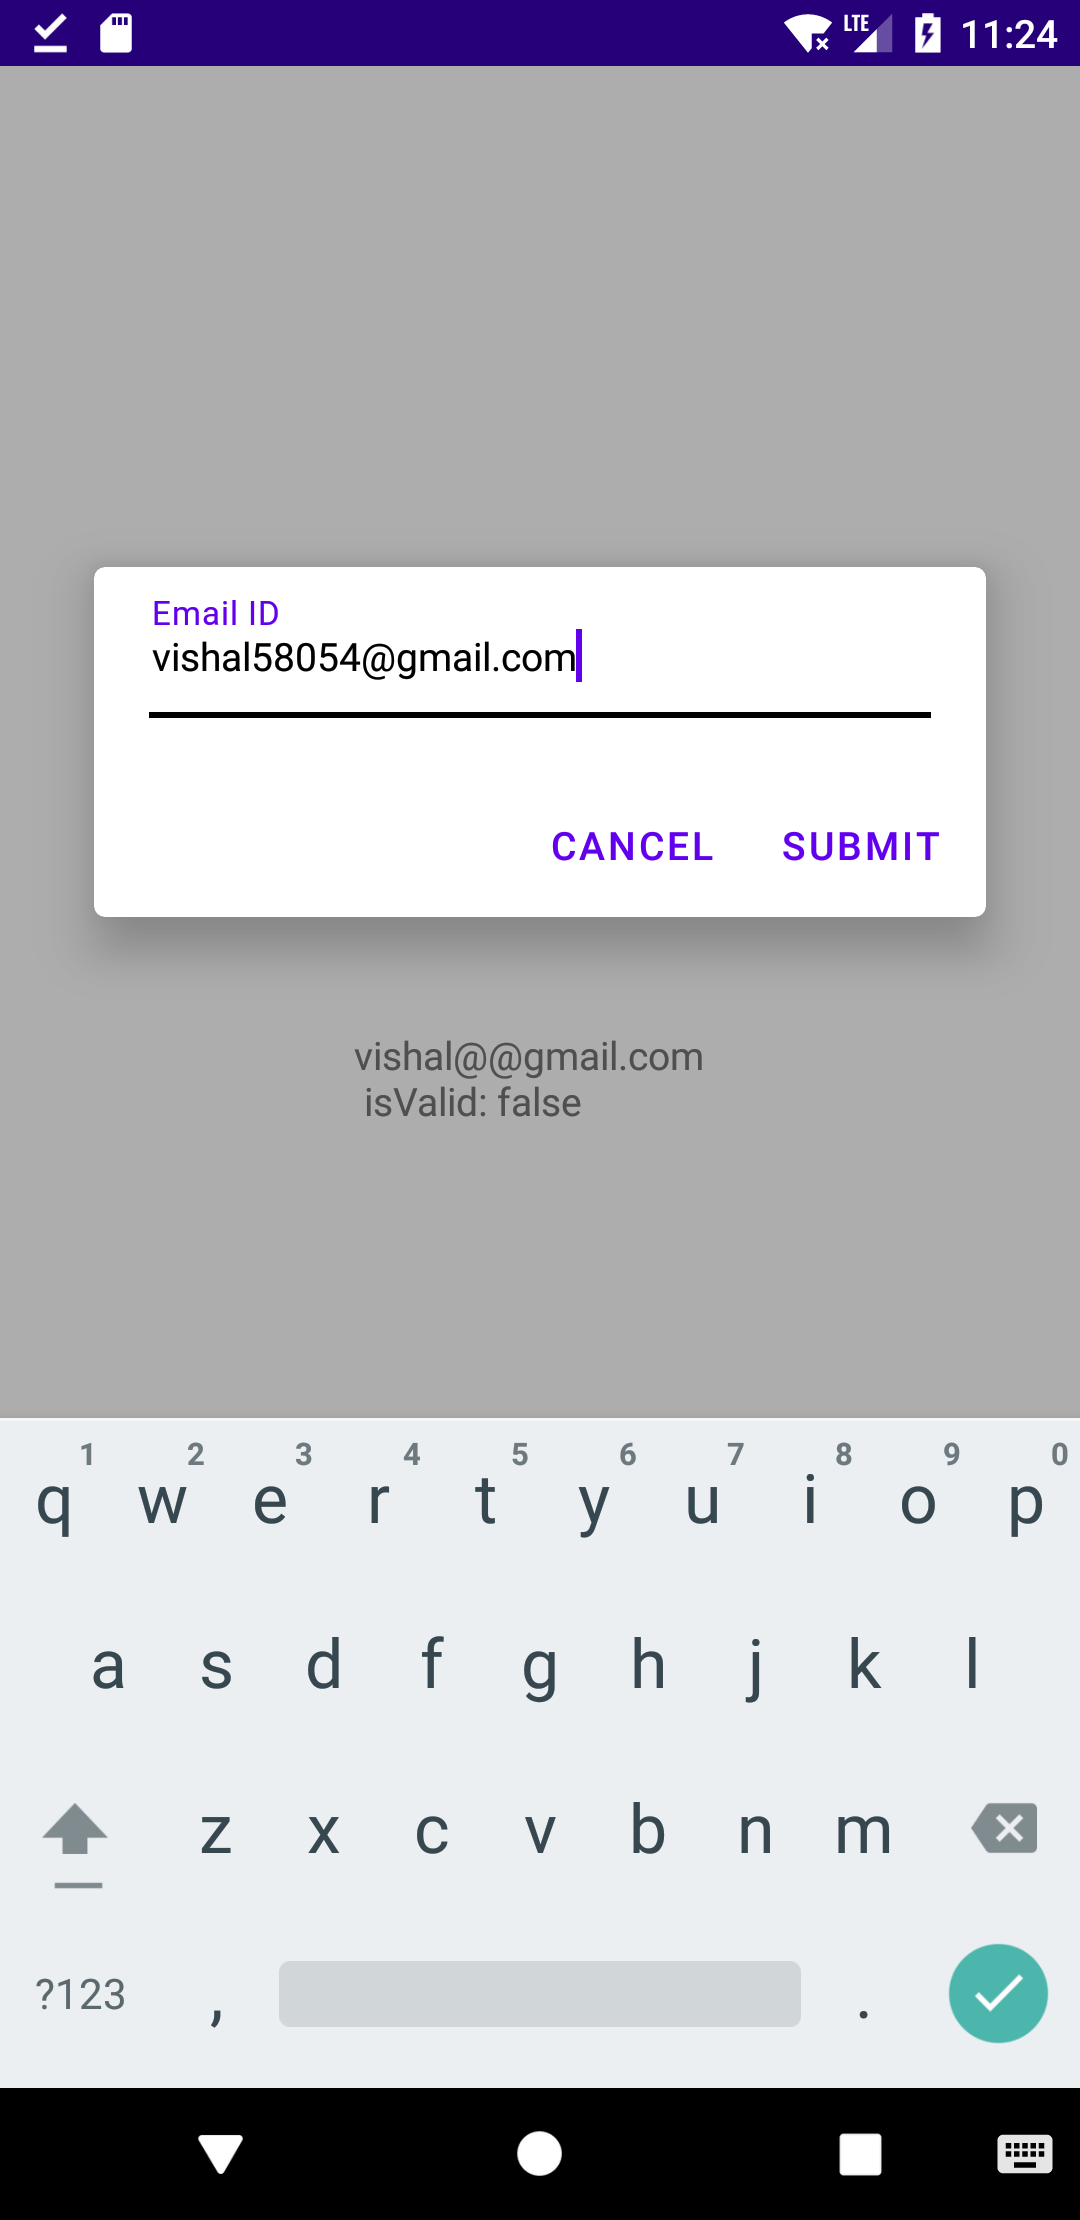 LTE 11:24
Email ID
vishal58054@gmail.com
CANCEL SUBMIT
vishal@@gmail.com
isValid: false
1 2 3 4 5 6 7 8 9 0
q w e r t y u i o p
a s d f g h j k l
z x c v b n m
?123 , .